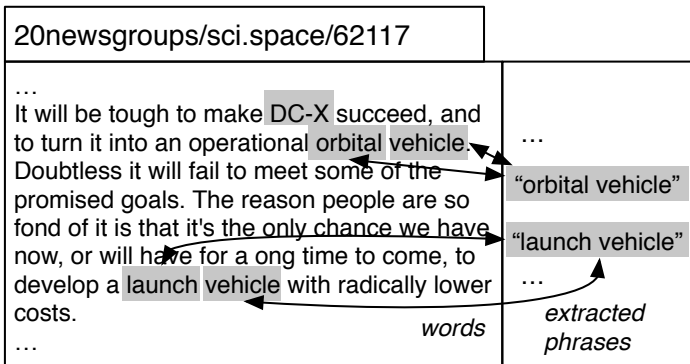 20newsgroups/sci.space/62117
…
It will be tough to make DC-X succeed, and
to turn it into an operational orbital vehicle.
Doubtless it will fail to meet some of the
promised goals. The reason people are so
fond of it is that it's the only chance we have
now, or will have for a ong time to come, to
develop a launch vehicle with radically lower
costs.
…
words
…
“orbital vehicle”
“launch vehicle”
…
extracted
phrases